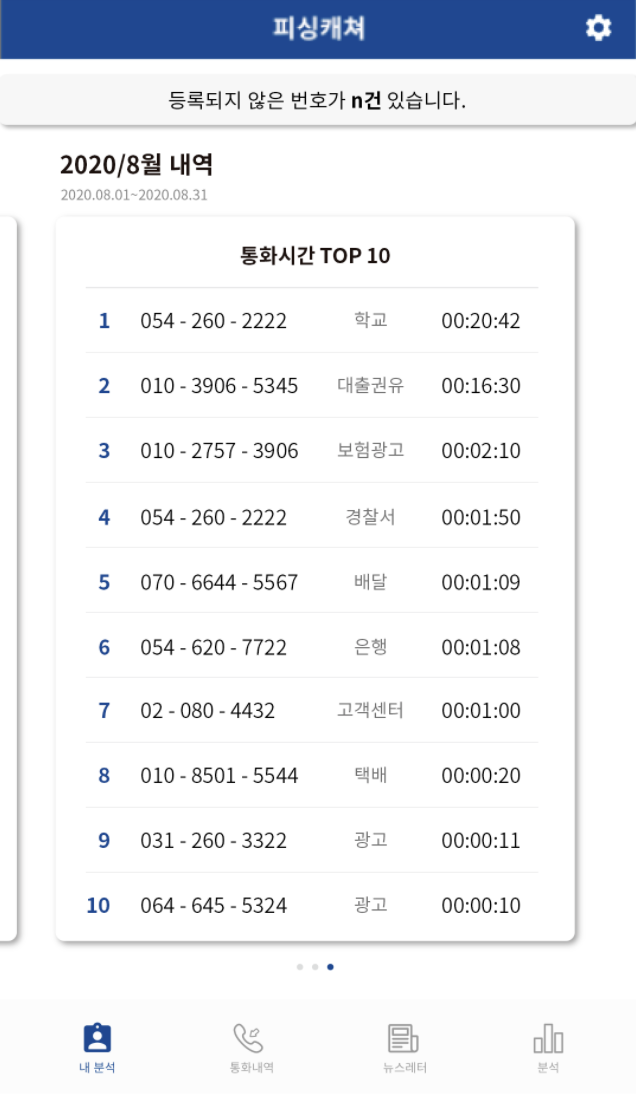 피싱캐쳐
등록되지 않은 번호가 n건 있습니다.
2020/8월 내역
2020.08.01~2020.08.31
통화시간 TOP 10
1 054 - 260 - 2222 학교 00:20:42
2 010 - 3906 - 5345 대출권유 00:16:30
3 010 - 2757 - 3906 보험광고 00:02:10
4 054 - 260 - 2222 경찰서 00:01:50
5 070 - 6644 - 5567 배달 00:01:09
6 054 - 620 - 7722 은행 00:01:08
7 02 - 080 - 4432 고객센터 00:01:00
8 010 - 8501 - 5544 택배 00:00:20
9 031 - 260 - 3322 광고 00:00:11
10 064 - 645 - 5324 광고 00:00:10
내 분석 통화내역 뉴스레터 분석